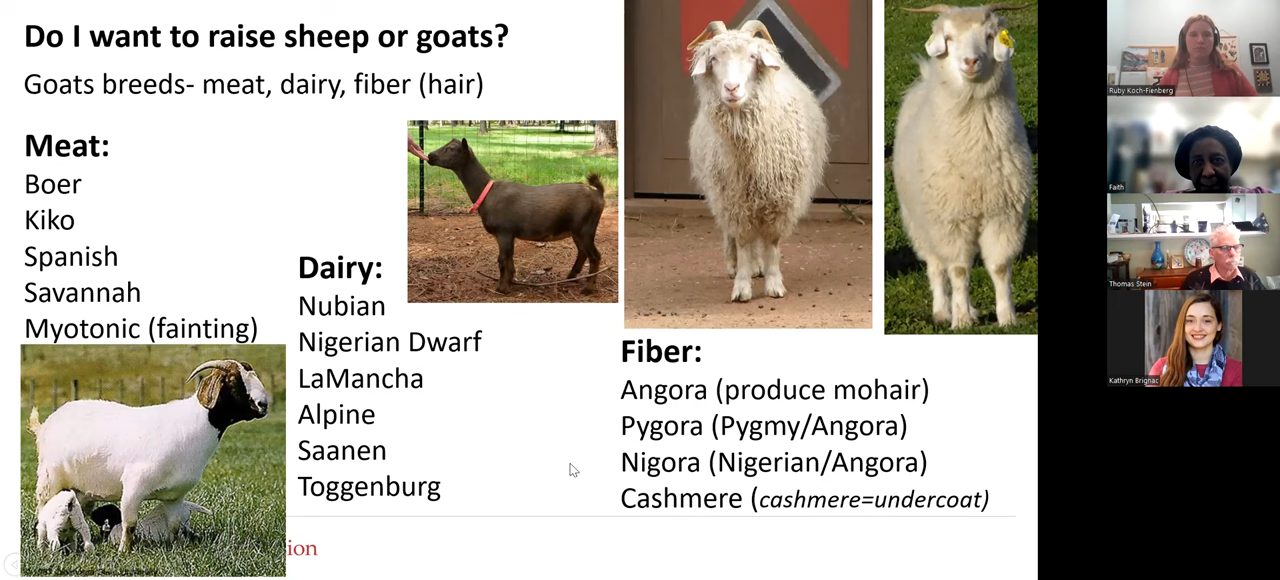 Do I want to raise sheep or goats?
Goats breeds- meat, dairy, fiber (hair)
Meat:
Boer
Kiko
Spanish
Savannah
Myotonic (fainting)
Dairy:
Nubian
Nigerian Dwarf
LaMancha
Alpine
Saanen
Toggenburg
Fiber:
Angora (produce mohair)
Pygora (Pygmy/Angora)
Nigora (Nigerian/Angora)
Cashmere (cashmere=undercoat)
ion
Ruby Koch-Fienberg
Faith
Thomas Stein
Kathryn Brignac